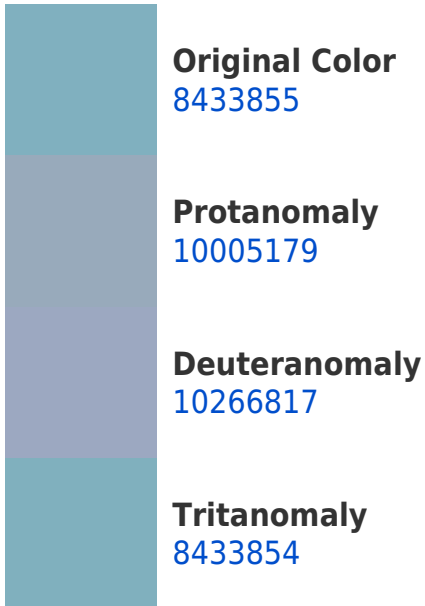 Original Color
8433855
Protanomaly
10005179
Deuteranomaly
10266817
Tritanomaly
8433854